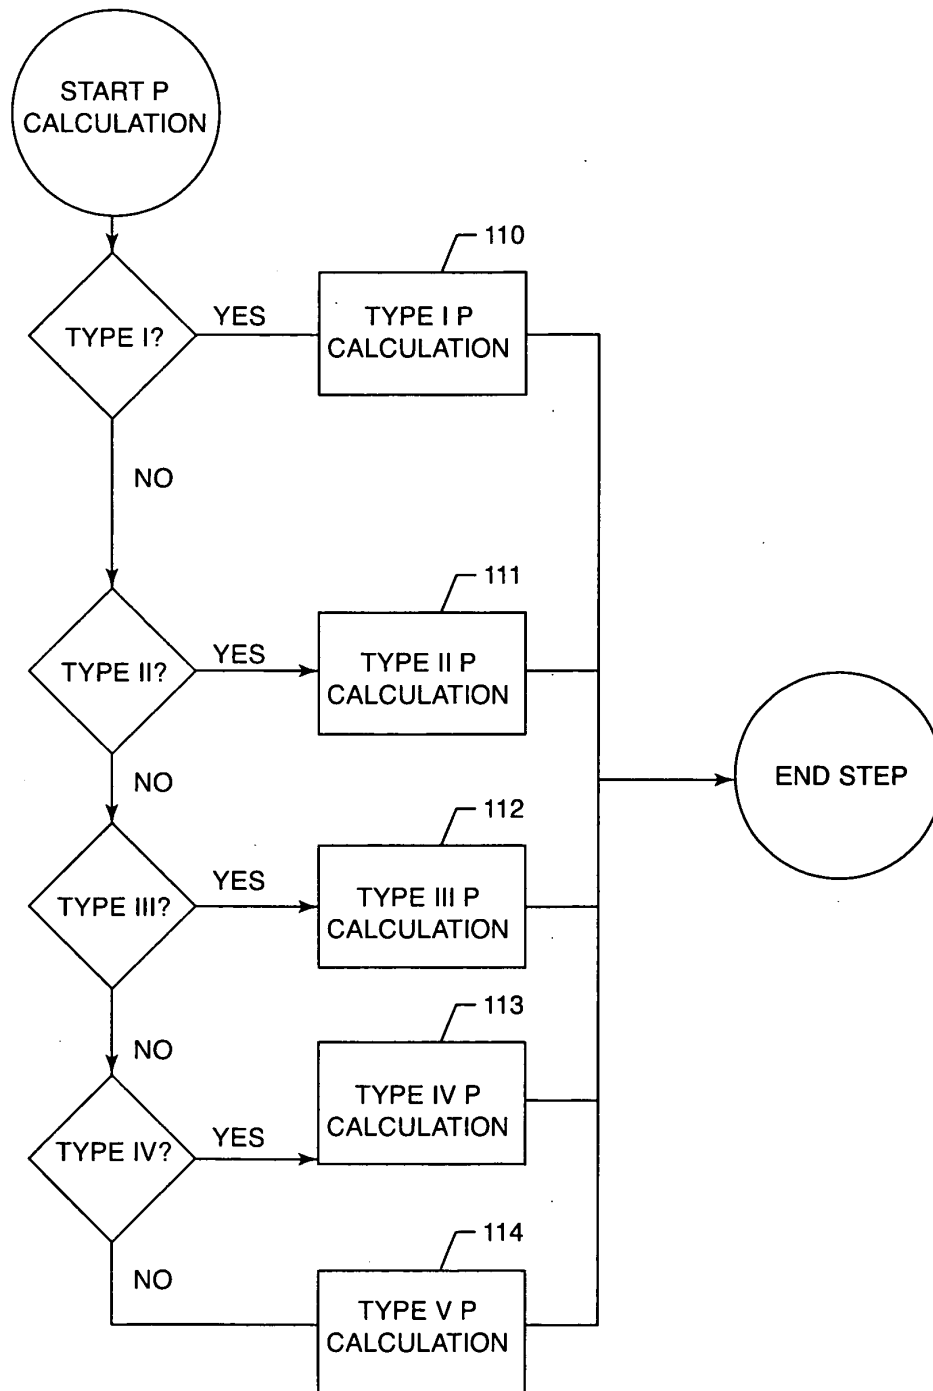 START P
CALCULATION
110
TYPE I?
YES
TYPE I P
CALCULATION
NO
111
TYPE II?
YES
TYPE II P
CALCULATION
NO
END STEP
112
TYPE III?
YES
TYPE III P
CALCULATION
NO
113
TYPE IV?
YES
TYPE IV P
CALCULATION
NO
114
TYPE V P
CALCULATION